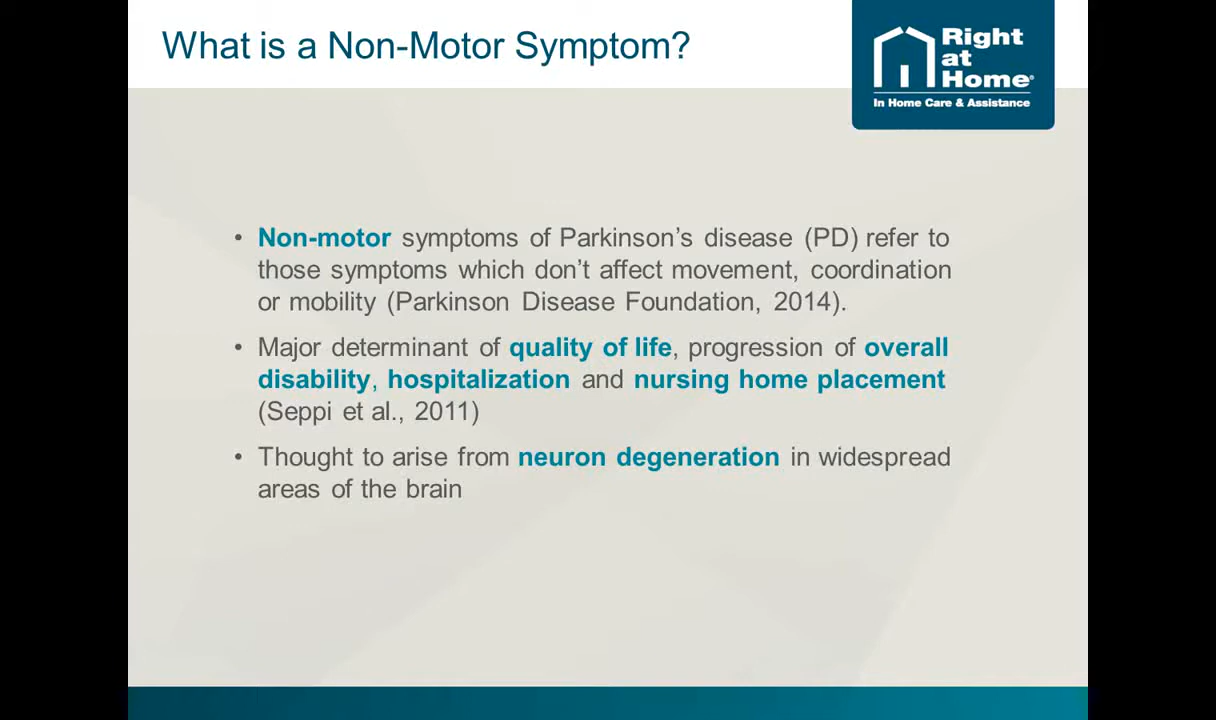 What is a Non-Motor Symptom?
Right
at
Home®
In Home Care & Assistance
• Non-motor symptoms of Parkinson’s disease (PD) refer to
those symptoms which don’t affect movement, coordination
or mobility (Parkinson Disease Foundation, 2014).
• Major determinant of quality of life, progression of overall
disability, hospitalization and nursing home placement
(Seppi et al., 2011)
• Thought to arise from neuron degeneration in widespread
areas of the brain